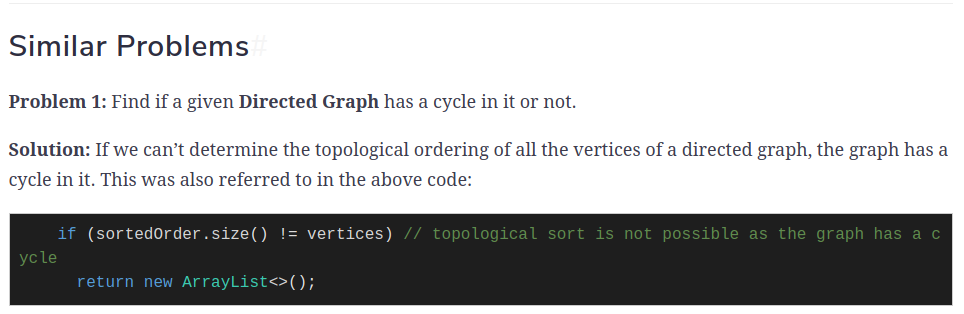 Similar Problems#
Problem 1: Find if a given Directed Graph has a cycle in it or not.
Solution: If we can’t determine the topological ordering of all the vertices of a directed graph, the graph has a
cycle in it. This was also referred to in the above code:
if (sortedOrder.size() != vertices) // topological sort is not possible as the graph has a c
ycle
return new ArrayList<>();